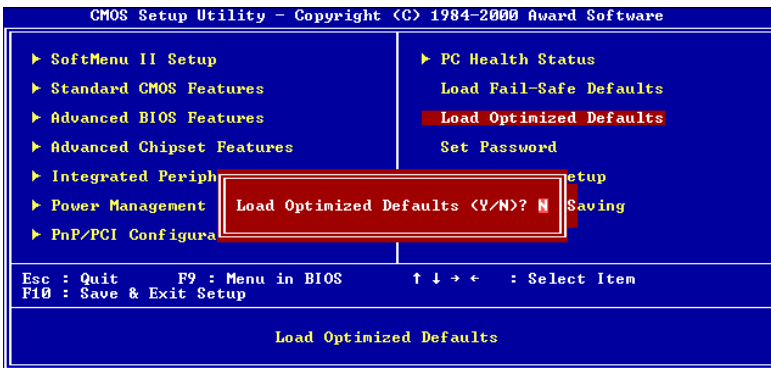 CMOS Setup Utility - Copyright (C) 1984-2000 Award Software
SoftMenu II Setup
Standard CMOS Features
Advanced BIOS Features
Advanced Chipset Features
Integrated Periph
Power Management
PnP/PCI Configura
PC Health Status
Load Fail-Safe Defaults
Load Optimized Defaults
Set Password
etup
Saving
Load Optimized Defaults (Y/N)? N
Esc : Quit F9 : Menu in BIOS ↑ ↓ → ← : Select Item
F10 : Save & Exit Setup
Load Optimized Defaults